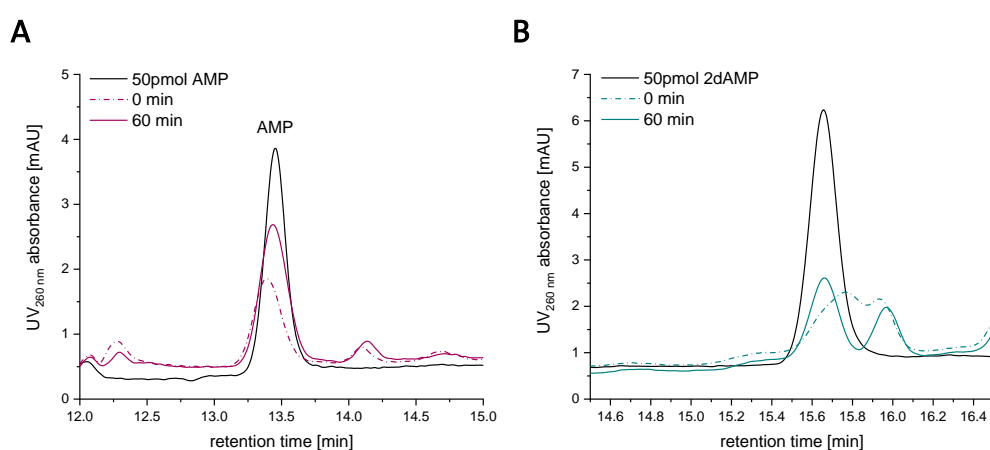 A
50pmol AMP
0 min
60 min
AMP
UV260 nm absorbance [mAU]
0
1
2
3
4
5
12.0 12.5 13.0 13.5 14.0 14.5 15.0
retention time [min]
B
50pmol 2dAMP
0 min
60 min
UV260 nm absorbance [mAU]
0
1
2
3
4
5
6
7
14.6 14.8 15.0 15.2 15.4 15.6 15.8 16.0 16.2 16.4
retention time [min]